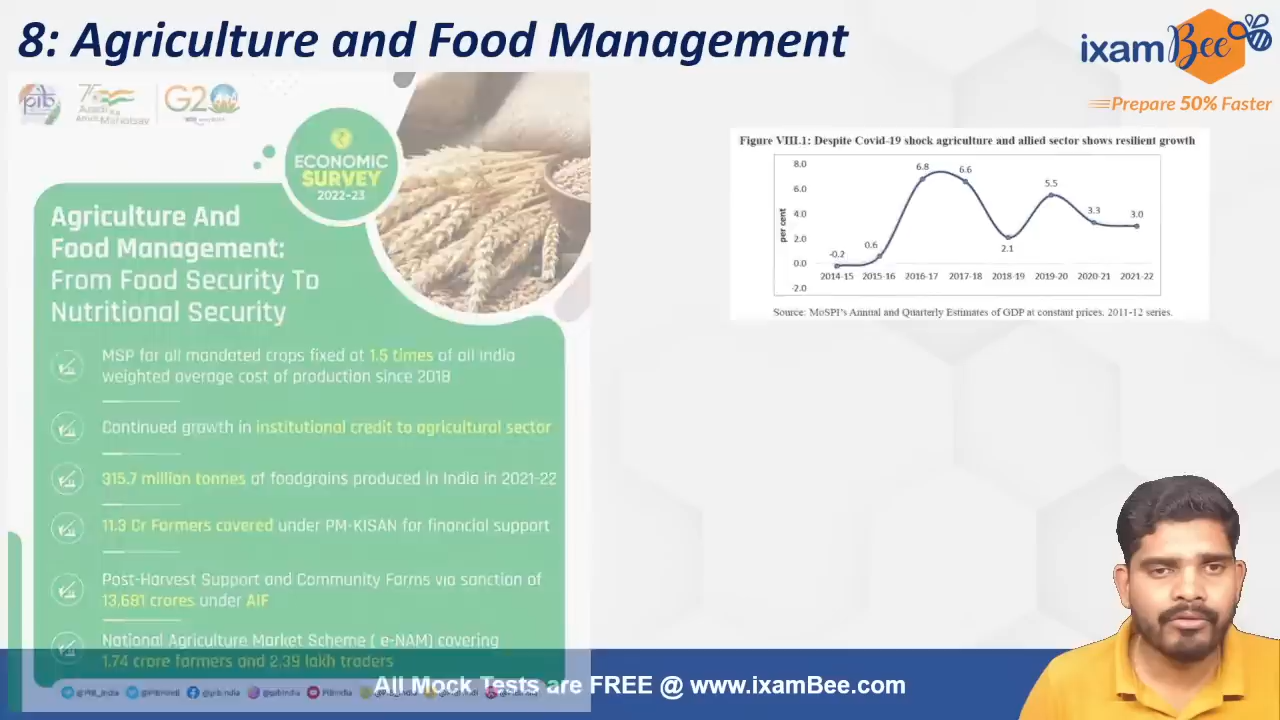 8: Agriculture and Food Management
ixamBee
Prepare 50% Faster
pib
G20
ECONOMIC
SURVEY
2022-23
Agriculture And
Food Management:
From Food Security To
Nutritional Security
MSP for all mandated crops fixed at 1.5 times of all India
weighted average cost of production since 2018
Continued growth in institutional credit to agricultural sector
315.7 million tonnes of foodgrains produced in India in 2021-22
11.3 Cr Farmers covered under PM-KISAN for financial support
Post-Harvest Support and Community Farms via sanction of
13,681 crores under AIF
National Agriculture Market Scheme ( e-NAM) covering
1.74 crore farmers and 2.39 lakh traders
Figure VIII.1: Despite Covid-19 shock agriculture and allied sector shows resilient growth
per cent
8.0
6.0
4.0
2.0
0.0
-2.0
-0.2
0.6
6.8
6.6
2.1
5.5
3.3
3.0
2014-15 2015-16 2016-17 2017-18 2018-19 2019-20 2020-21 2021-22
Source: MoSPI's Annual and Quarterly Estimates of GDP at constant prices, 2011-12 series.
All Mock Tests are FREE @ www.ixamBee.com